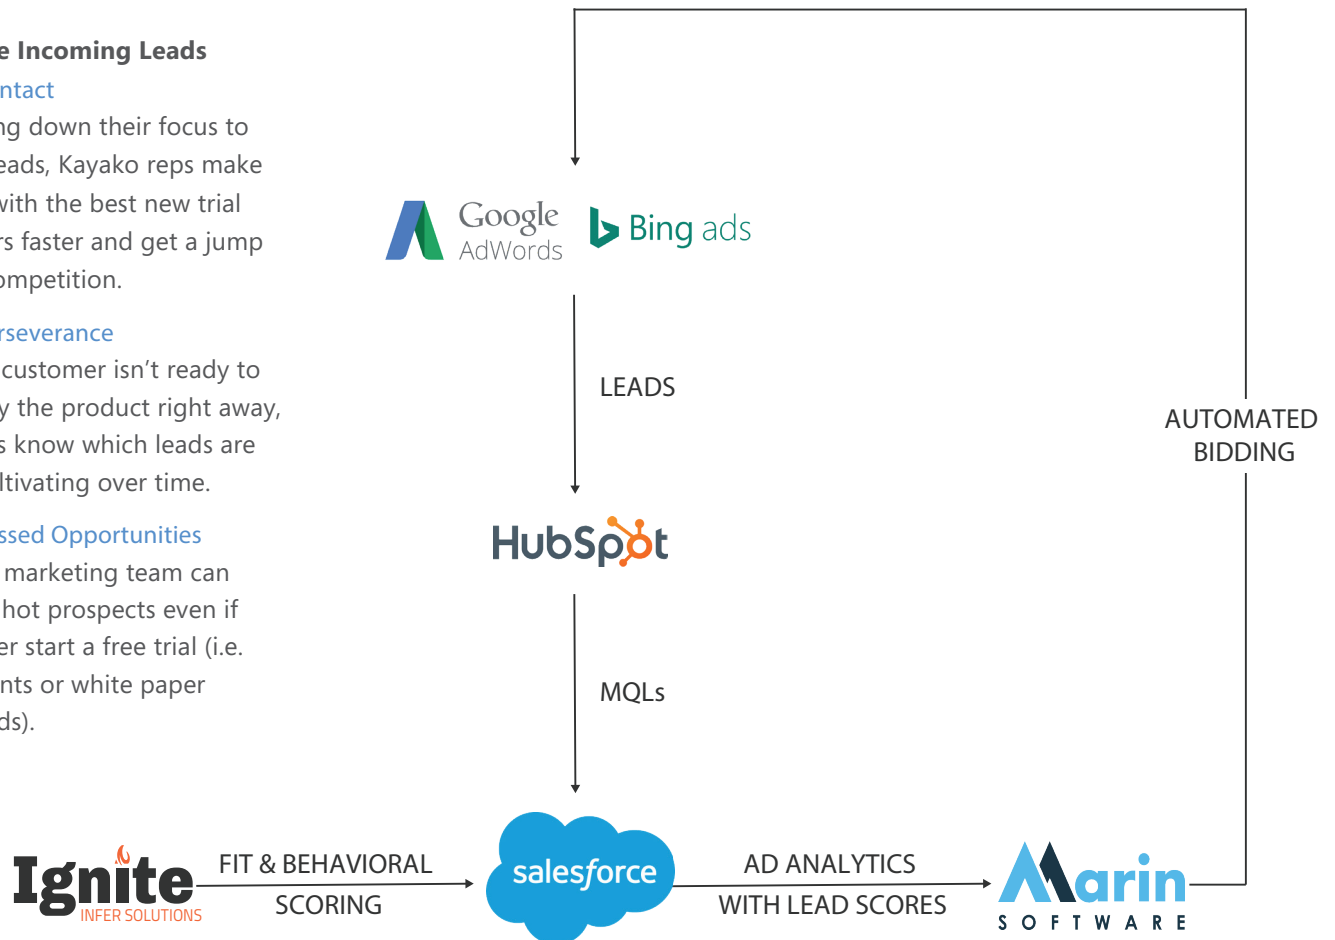 e Incoming Leads
ntact
ng down their focus to
eads, Kayako reps make
with the best new trial
rs faster and get a jump
ompetition.
rseverance
customer isn’t ready to
y the product right away,
s know which leads are
ltivating over time.
ssed Opportunities
marketing team can
hot prospects even if
er start a free trial (i.e.
nts or white paper
ds).
Google
AdWords
Bing ads
LEADS
AUTOMATED
BIDDING
HubSpot
MQLs
Ignite
INFER SOLUTIONS
FIT & BEHAVIORAL
SCORING
salesforce
AD ANALYTICS
WITH LEAD SCORES
Marin
SOFTWARE